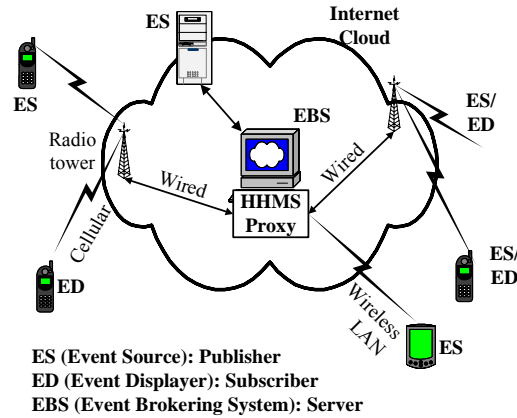 ES
Internet
Cloud
ES
EBS
ES/
ED
Radio
tower
Wired
Wired
HHMS
Proxy
Cellular
ED
ES/
ED
Wireless
LAN
ES
ES (Event Source): Publisher
ED (Event Displayer): Subscriber
EBS (Event Brokering System): Server